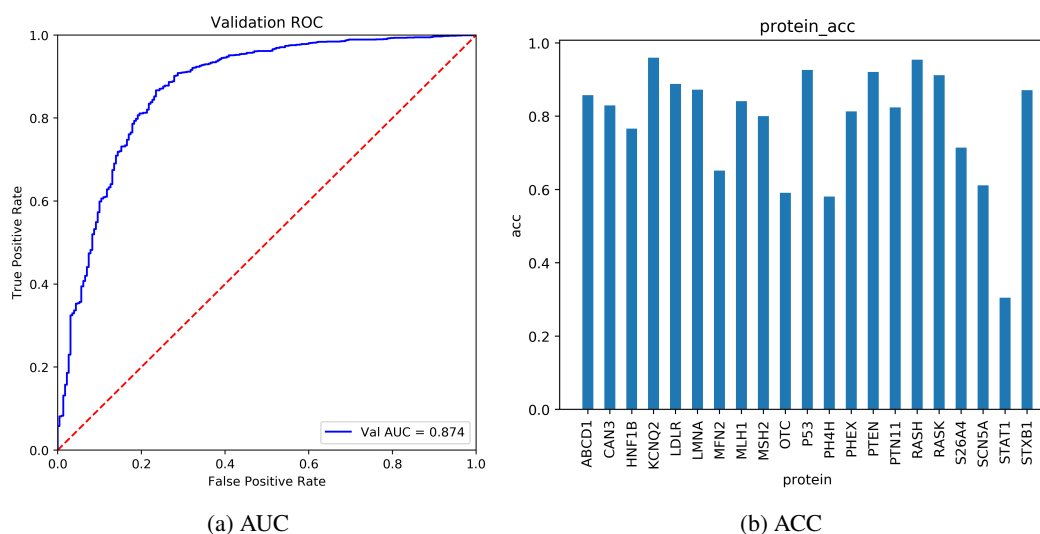 Validation ROC
1.0
0.8
0.6
0.4
0.2
0.0
True Positive Rate
Val AUC = 0.874
0.0 0.2 0.4 0.6 0.8 1.0
False Positive Rate
(a) AUC
protein_acc
1.0
0.8
0.6
0.4
0.2
0.0
acc
ABCD1
CAN3
HNF1B
KCNQ2
LDLR
LMNA
MFN2
MLH1
MSH2
OTC
P53
PH4H
PHEX
PTEN
PTN11
RASH
RASK
S26A4
SCN5A
STAT1
STXB1
protein
(b) ACC